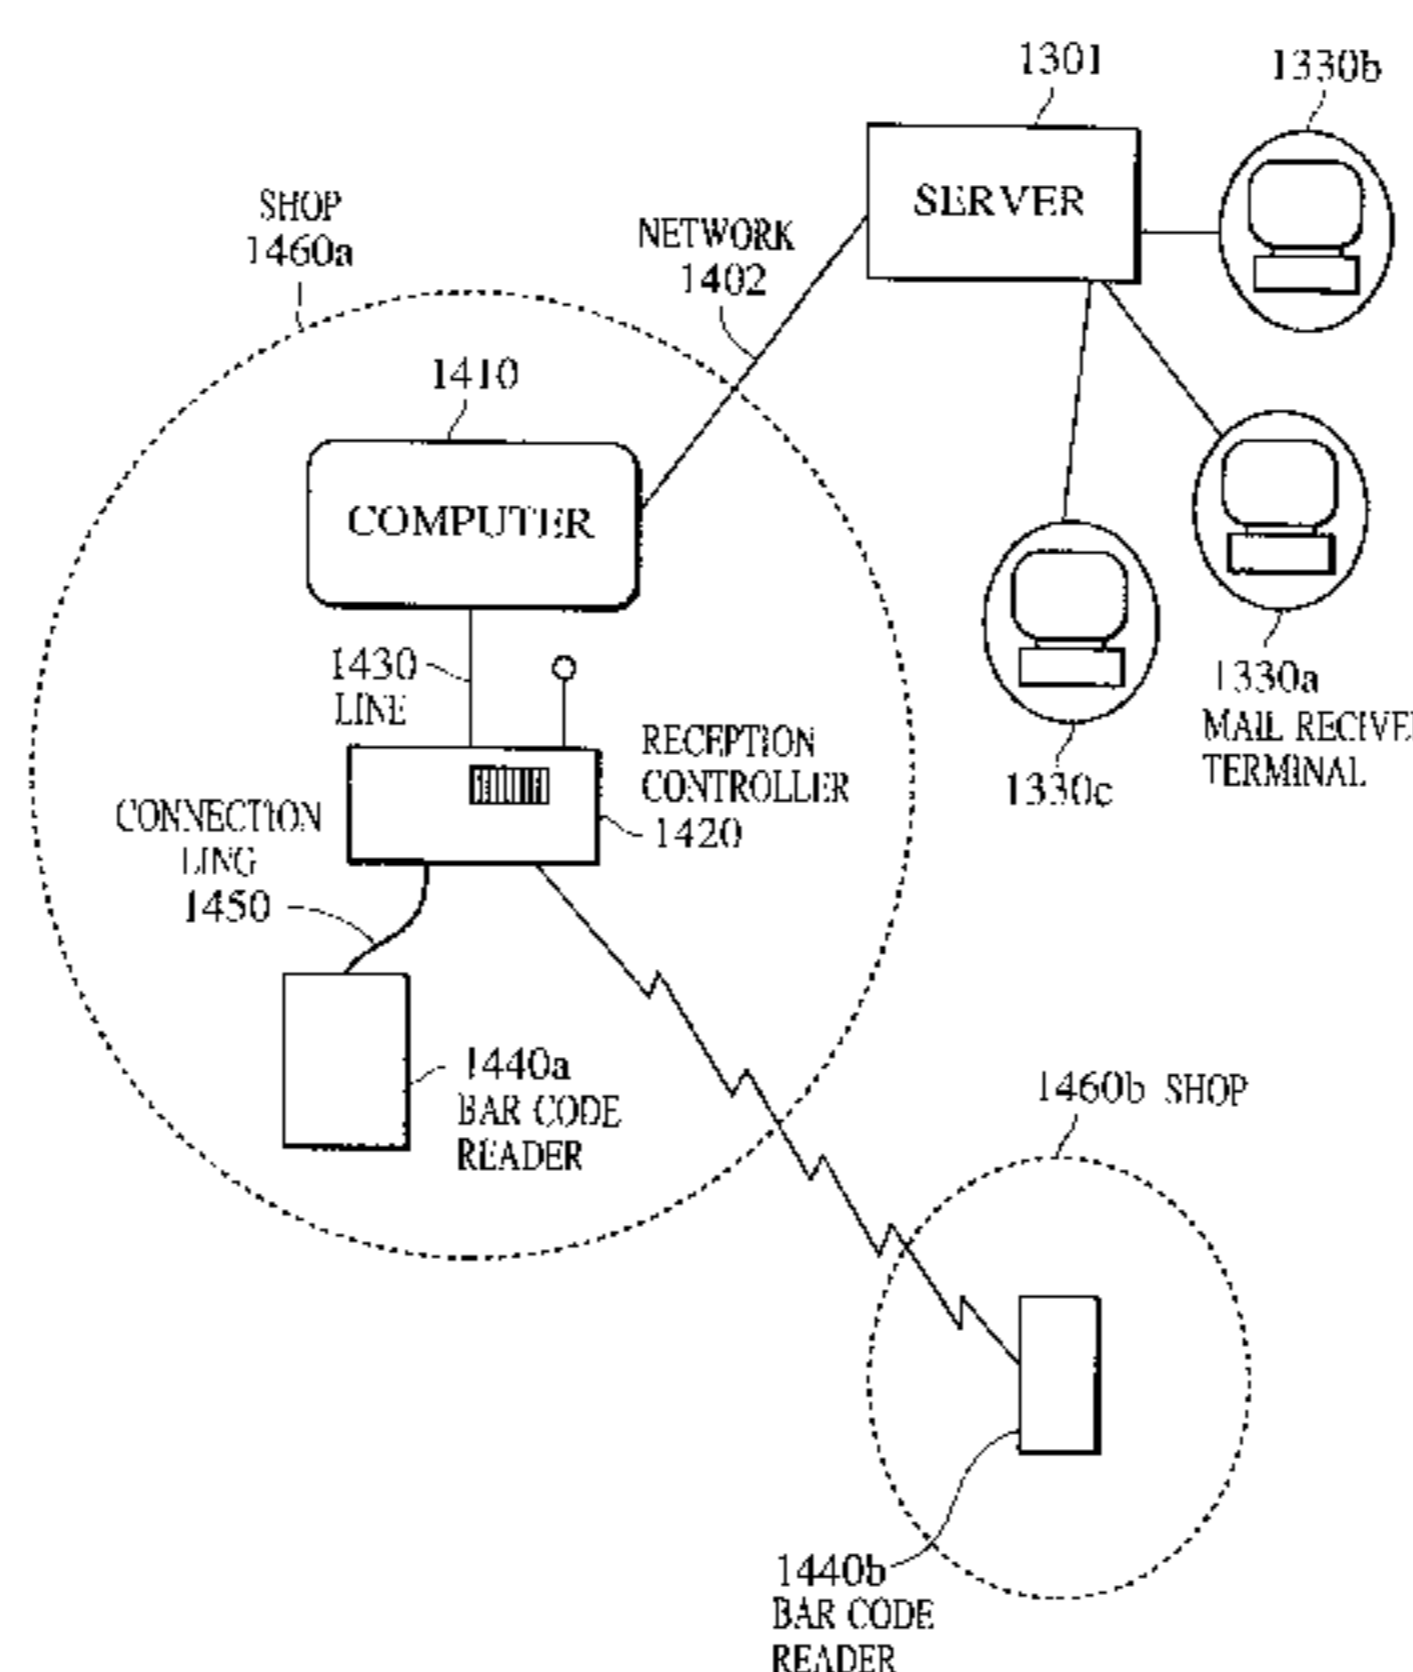 1301
1330b
SERVER
SHOP
1460a
NETWORK
1402
1410
COMPUTER
1430
LINE
RECEPTION
CONTROLLER
1420
CONNECTION
LING
1450
1330a
MAIL RECIVE
TERMINAL
1330c
1440a
BAR CODE
READER
1460b SHOP
1440b
BAR CODE
READER